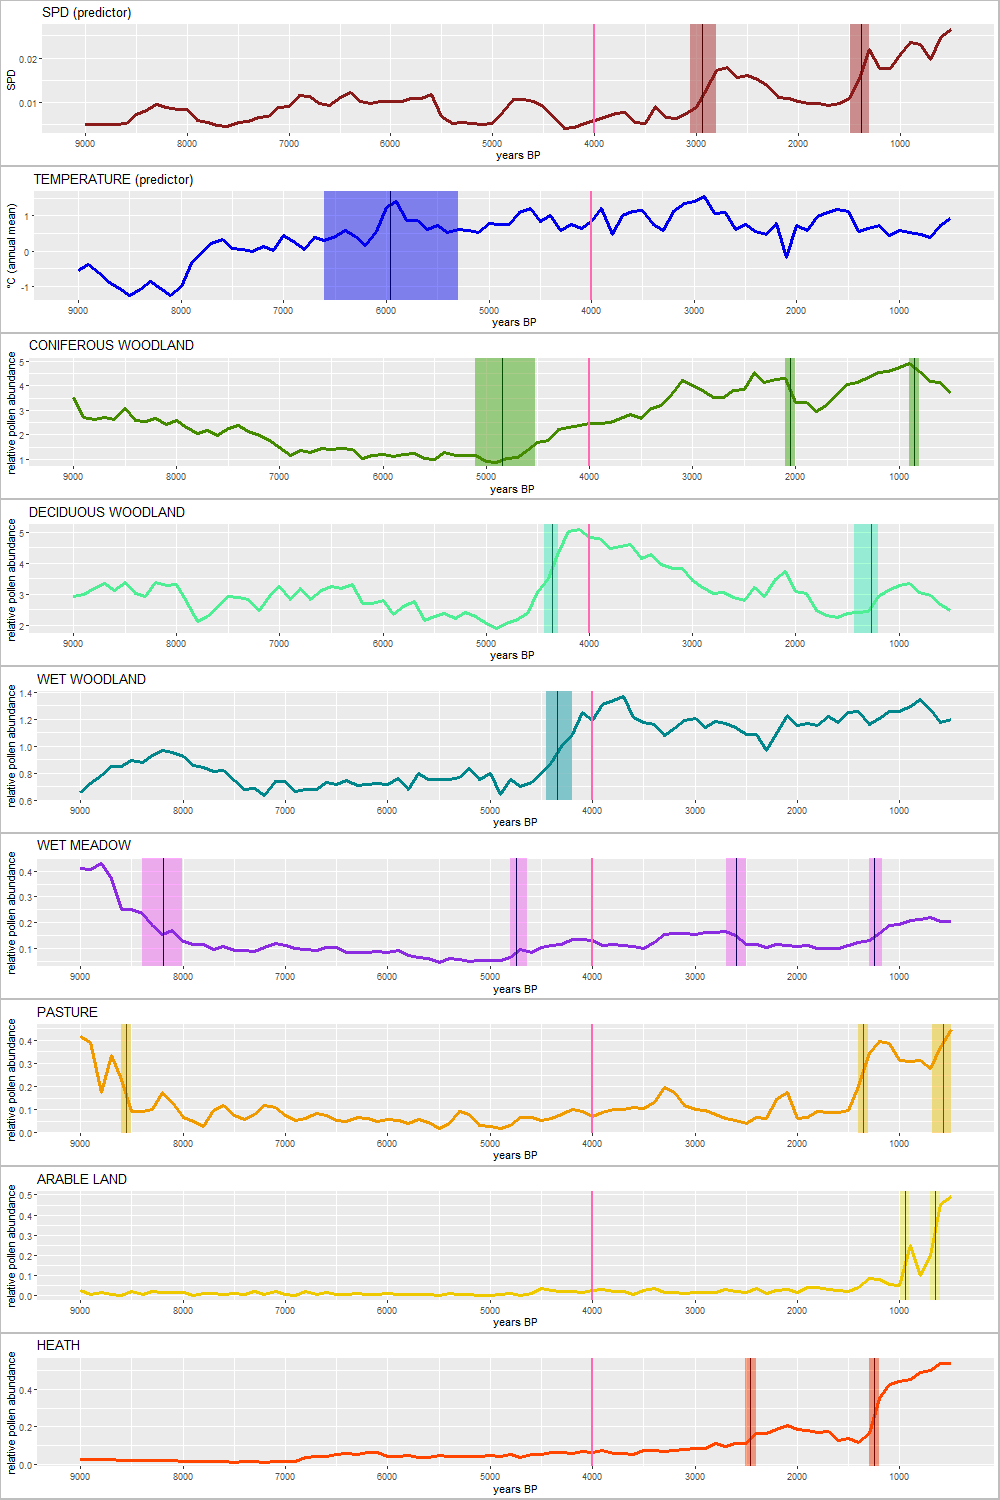 SPD (predictor)
SPD
0.02
0.01
9000 8000 7000 6000 5000 4000 3000 2000 1000
years BP
TEMPERATURE (predictor)
°C (annual mean)
1
0
-1
9000 8000 7000 6000 5000 4000 3000 2000 1000
years BP
CONIFEROUS WOODLAND
relative pollen abundance
5
4
3
2
1
9000 8000 7000 6000 5000 4000 3000 2000 1000
years BP
DECIDUOUS WOODLAND
relative pollen abundance
5
4
3
2
9000 8000 7000 6000 5000 4000 3000 2000 1000
years BP
WET WOODLAND
relative pollen abundance
1.4
1.2
1.0
0.8
0.6
9000 8000 7000 6000 5000 4000 3000 2000 1000
years BP
WET MEADOW
relative pollen abundance
0.4
0.3
0.2
0.1
9000 8000 7000 6000 5000 4000 3000 2000 1000
years BP
PASTURE
relative pollen abundance
0.4
0.3
0.2
0.1
0.0
9000 8000 7000 6000 5000 4000 3000 2000 1000
years BP
ARABLE LAND
relative pollen abundance
0.5
0.4
0.3
0.2
0.1
0.0
9000 8000 7000 6000 5000 4000 3000 2000 1000
years BP
HEATH
relative pollen abundance
0.4
0.2
0.0
9000 8000 7000 6000 5000 4000 3000 2000 1000
years BP